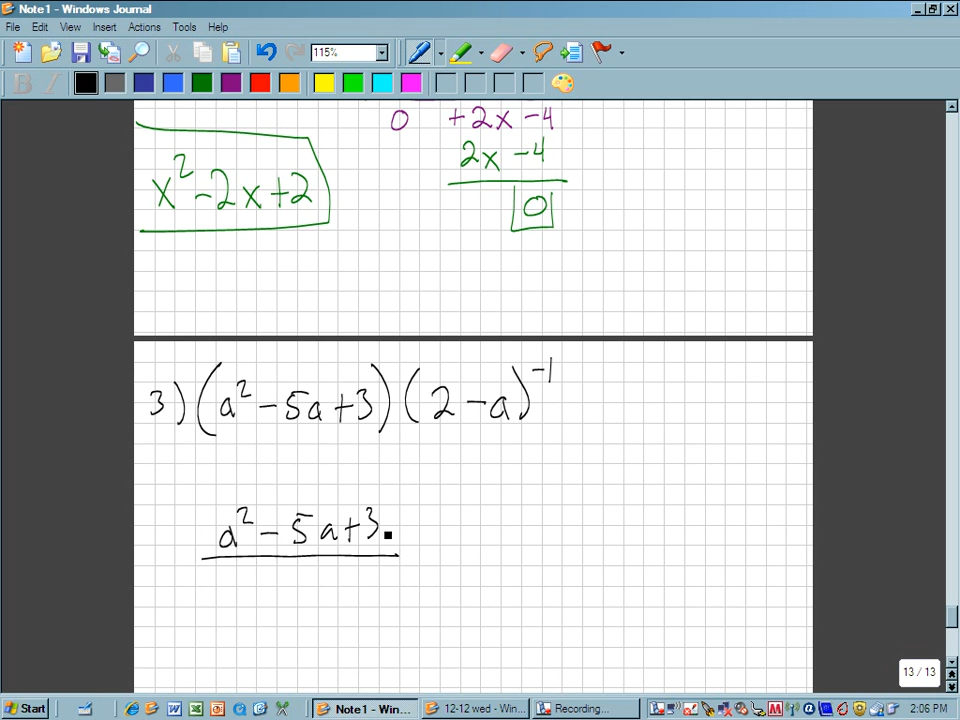 Note1 - Windows Journal
File Edit View Insert Actions Tools Help
115%
0 +2x -4
2x -4
x² -2x +2
0
3) (a² - 5a + 3) (2 - a)⁻¹
a² - 5a + 3
13 / 13
Start Note1 - Win... 12-12 wed - Win... Recording... 2:06 PM